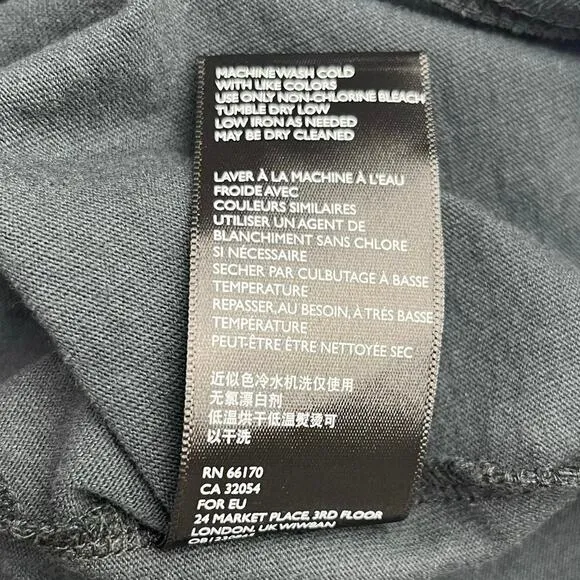 MACHINE WASH COLD
WITH LIKE COLORS
USE ONLY NON-CHLORINE BLEACH
TUMBLE DRY LOW
LOW IRON AS NEEDED
MAY BE DRY CLEANED
LAVER À LA MACHINE À L'EAU
FROIDE AVEC
COULEURS SIMILAIRES
UTILISER UN AGENT DE
BLANCHIMENT SANS CHLORE
SI NÉCESSAIRE
SECHER PAR CULBUTAGE À BASSE
TEMPERATURE
REPASSER, AU BESOIN, À TRÈS BASSE
TEMPÉRATURE
PEUT-ÊTRE ÊTRE NETTOYÉE SEC
近似色冷水机洗仅使用
无氯漂白剂
低温烘干低温熨烫可
以干洗
RN 66170
CA 32054
FOR EU
24 MARKET PLACE, 3RD FLOOR
LONDON, UK W1W8AN